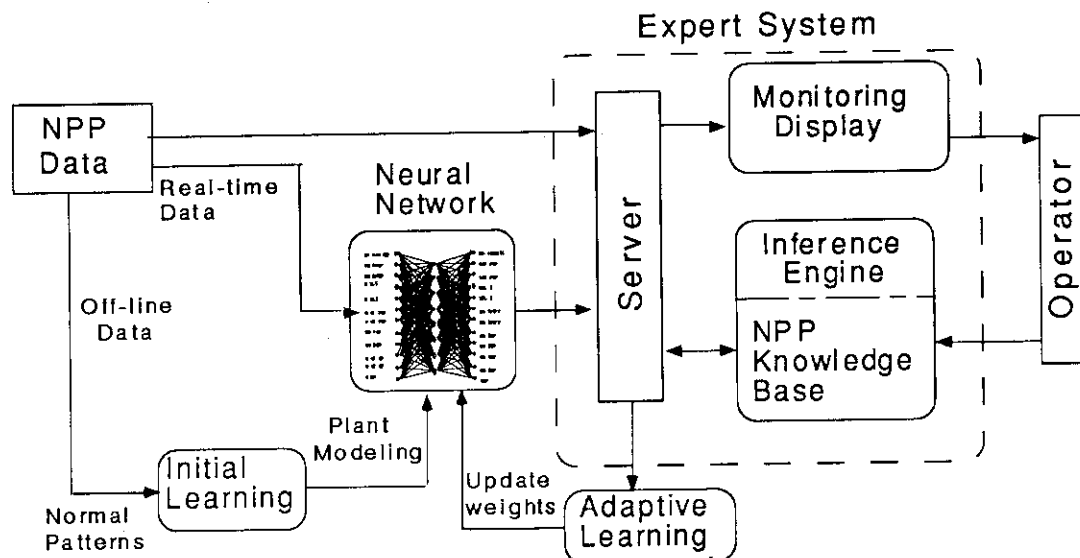 Expert System
NPP
Data
Real-time
Data
Off-line
Data
Neural
Network
Server
Monitoring
Display
Inference
Engine
NPP
Knowledge
Base
Operator
Plant
Modeling
Initial
Learning
Normal
Patterns
Update
weights
Adaptive
Learning